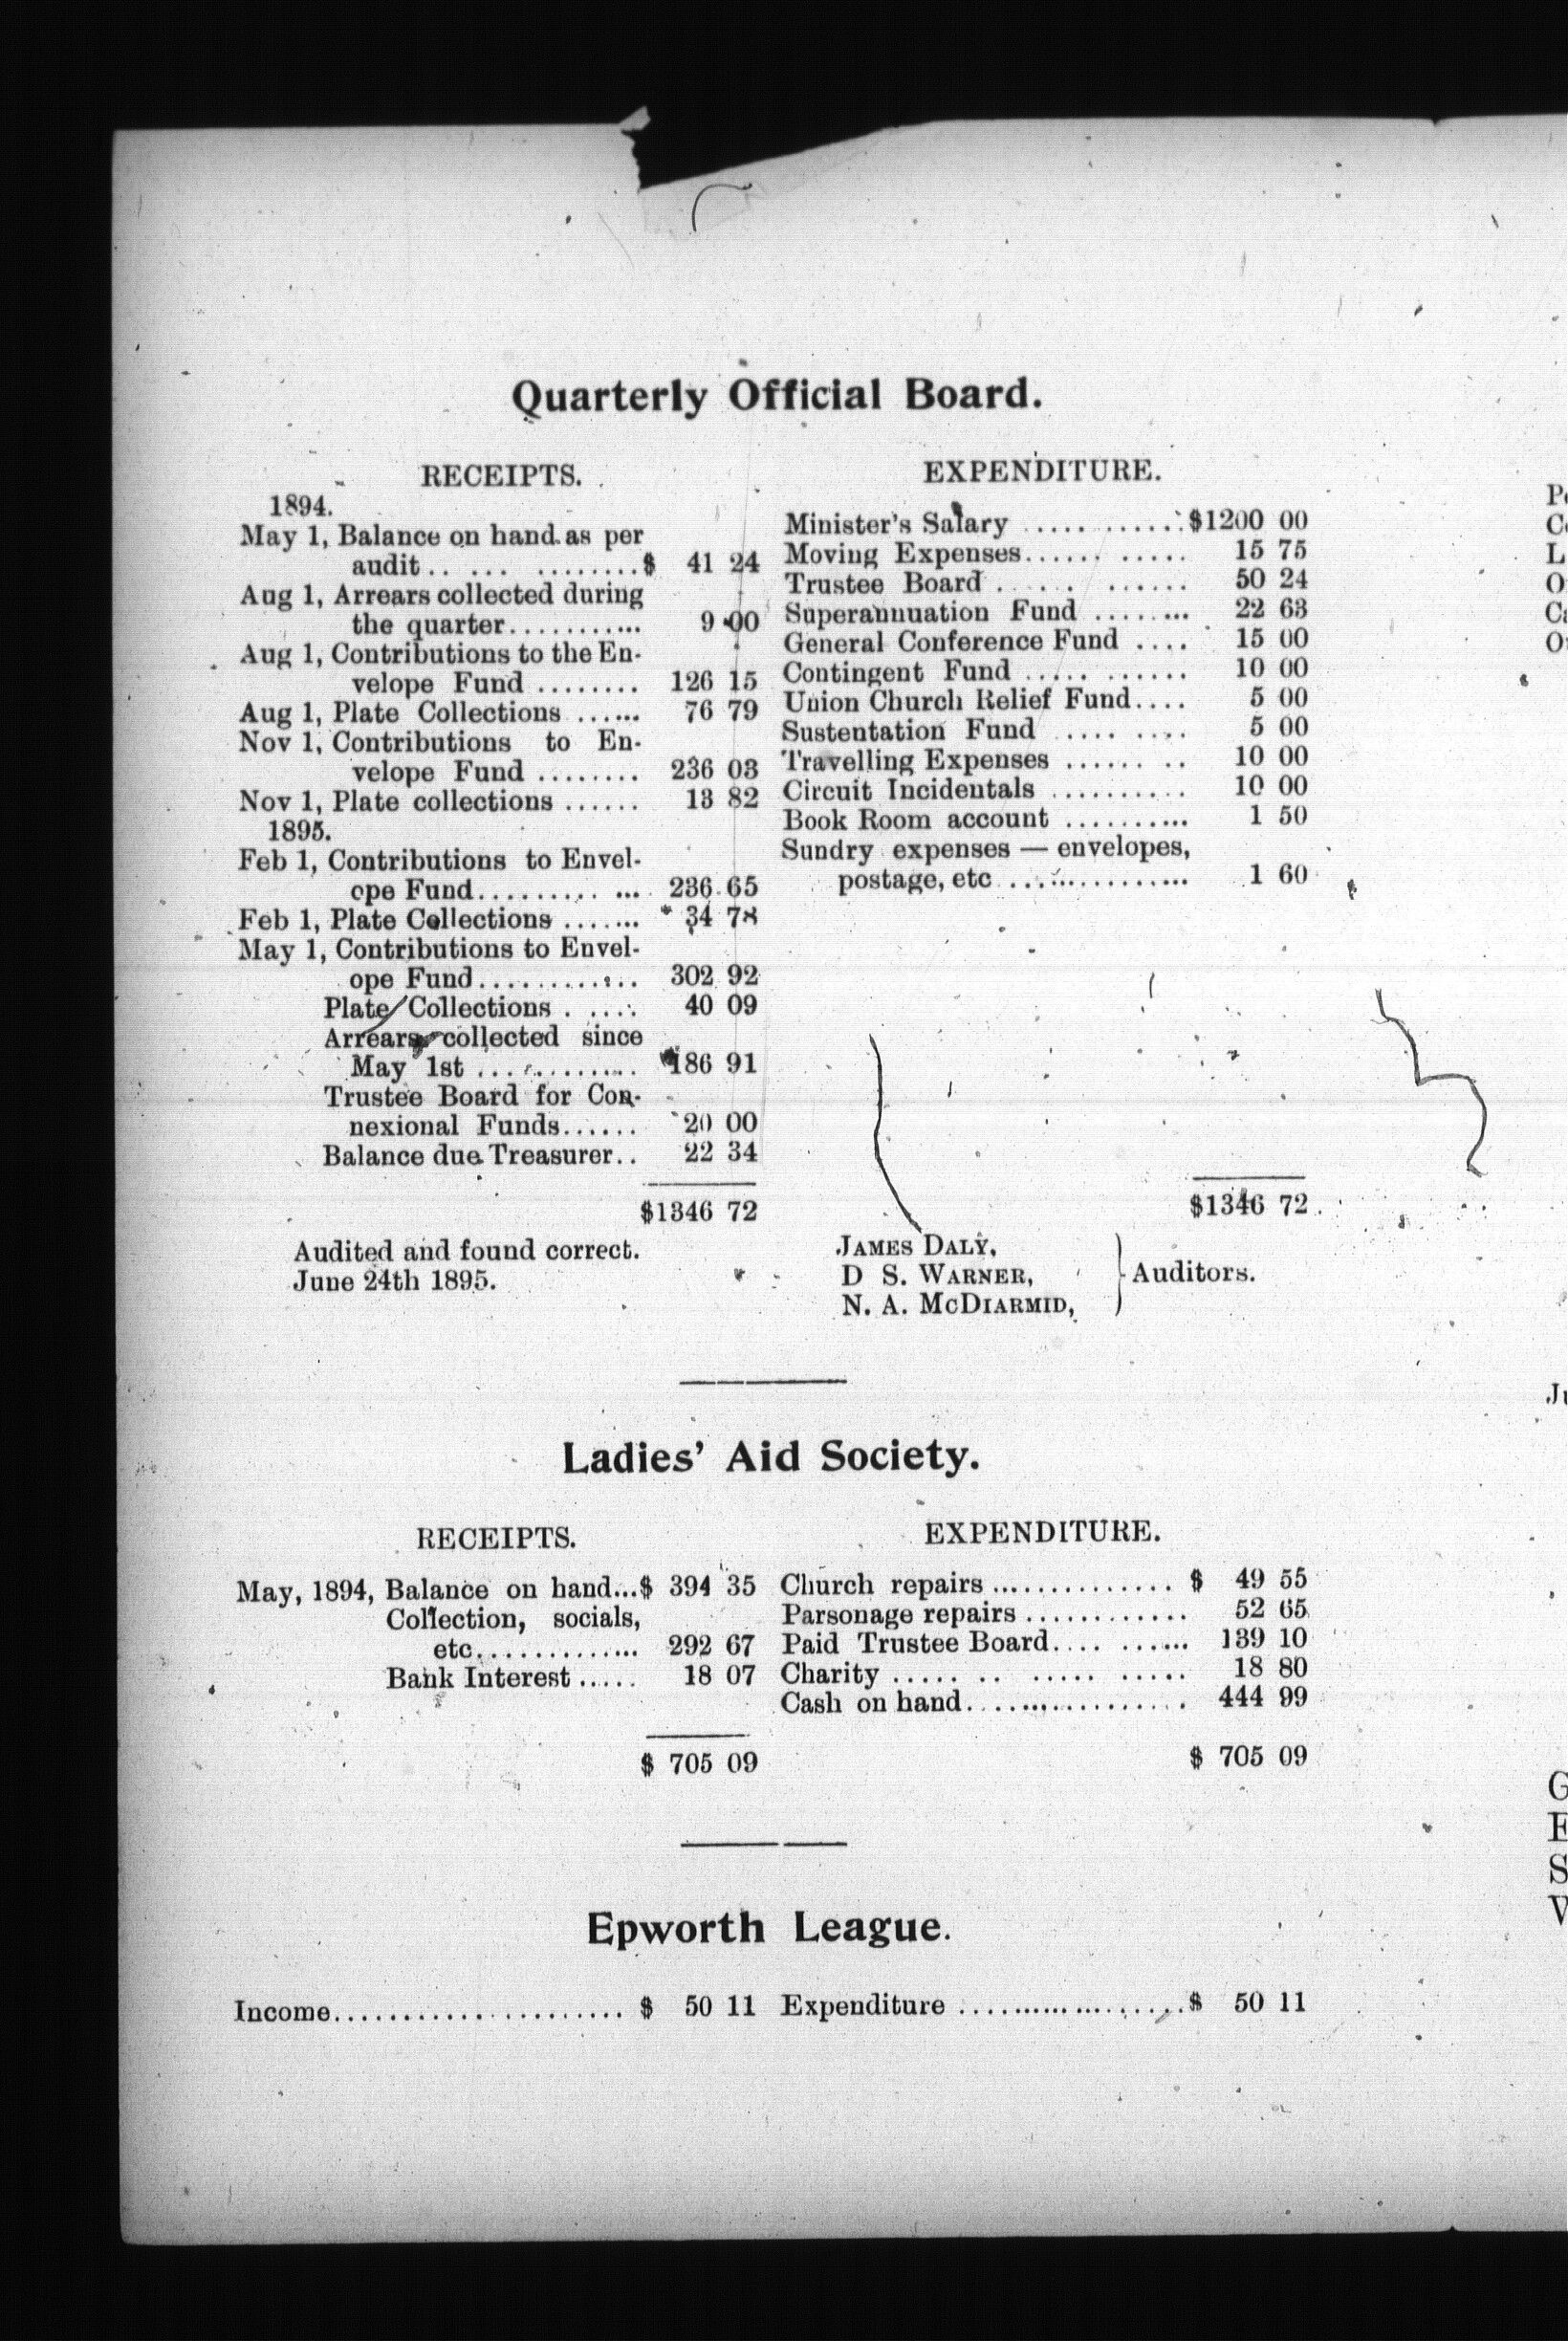 Quarterly Official Board.
RECEIPTS.
1894.
May 1, Balance on hand as per
audit.. ... ........$ 41 24
Aug 1, Arrears collected during
the quarter........... 9 00
Aug 1, Contributions to the En-
velope Fund ........ 126 15
Aug 1, Plate Collections ...... 76 79
Nov 1, Contributions to En-
velope Fund ........ 236 03
Nov 1, Plate collections ...... 13 82
1895.
Feb 1, Contributions to Envel-
ope Fund......... ... 236 65
Feb 1, Plate Collections ....... 34 78
May 1, Contributions to Envel-
ope Fund............ 302 92
Plate Collections . .... 40 09
Arrears collected since
May 1st ............ 186 91
Trustee Board for Con-
nexional Funds...... 20 00
Balance due Treasurer.. 22 34
$1346 72
Audited and found correct.
June 24th 1895.
EXPENDITURE.
Minister's Salary ...........$1200 00
Moving Expenses...... ..... 15 75
Trustee Board ..... ...... 50 24
Superannuation Fund ........ 22 63
General Conference Fund .... 15 00
Contingent Fund ..... ...... 10 00
Union Church Relief Fund.... 5 00
Sustentation Fund .... .... 5 00
Travelling Expenses ...... .. 10 00
Circuit Incidentals .......... 10 00
Book Room account .......... 1 50
Sundry expenses — envelopes,
postage, etc .............. 1 60
$1346 72
JAMES DALY,
D S. WARNER,
N. A. MCDIARMID,
Auditors.
Ladies' Aid Society.
RECEIPTS.
May, 1894, Balance on hand...$ 394 35
Collection, socials,
etc............. 292 67
Bank Interest ..... 18 07
$ 705 09
EXPENDITURE.
Church repairs .............. $ 49 55
Parsonage repairs ............ 52 65
Paid Trustee Board.... ...... 139 10
Charity ..... .. ..... ..... 18 80
Cash on hand................ 444 99
$ 705 09
Epworth League.
Income..................... $ 50 11
Expenditure ..................$ 50 11